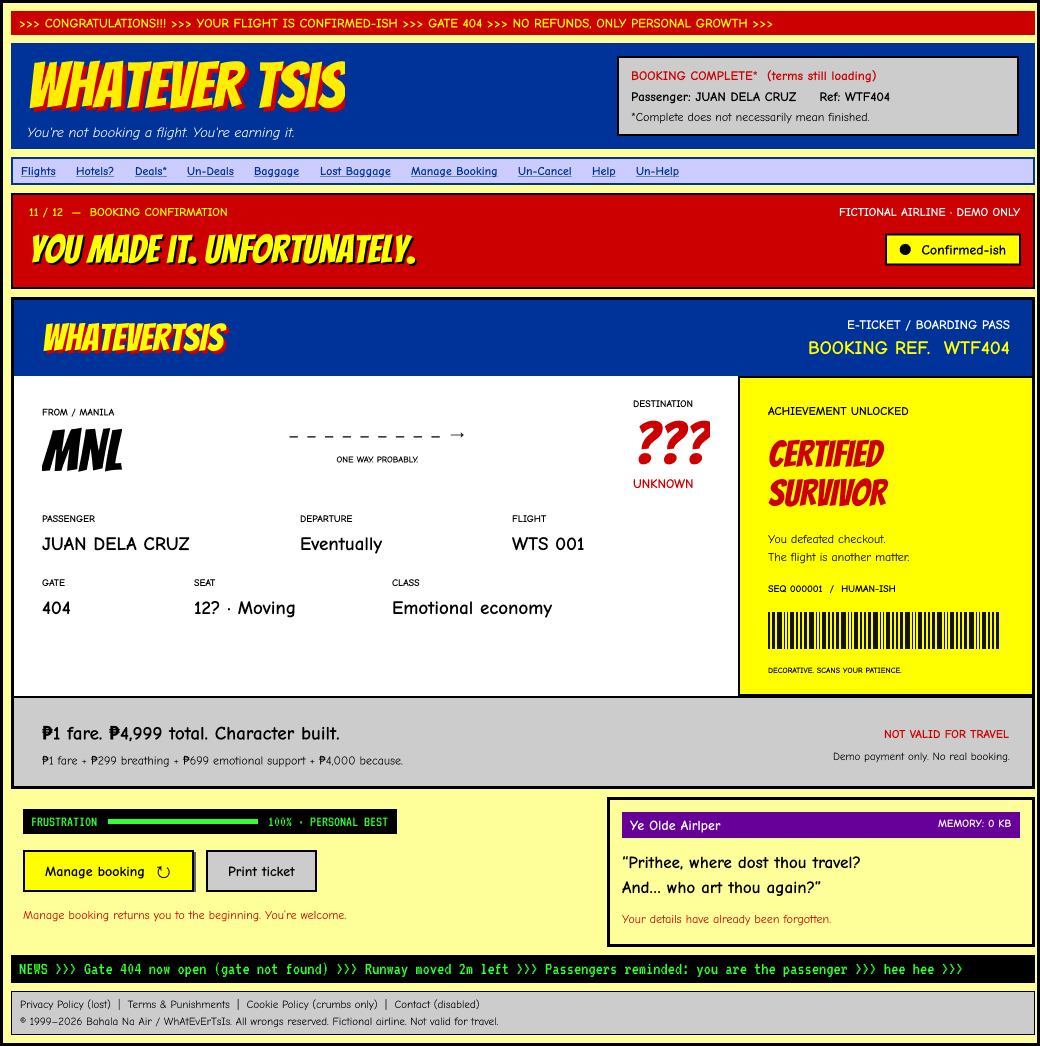 >>> CONGRATULATIONS!!! >>> YOUR FLIGHT IS CONFIRMED-ISH >>> GATE 404 >>> NO REFUNDS, ONLY PERSONAL GROWTH >>>
WHATEVER TSIS
You're not booking a flight. You're earning it.
BOOKING COMPLETE* (terms still loading)
Passenger: JUAN DELA CRUZ Ref: WTF404
*Complete does not necessarily mean finished.
Flights Hotels? Deals* Un-Deals Baggage Lost Baggage Manage Booking Un-Cancel Help Un-Help
11 / 12 — BOOKING CONFIRMATION
FICTIONAL AIRLINE · DEMO ONLY
YOU MADE IT. UNFORTUNATELY.
● Confirmed-ish
WHATEVERTSIS
E-TICKET / BOARDING PASS
BOOKING REF. WTF404
FROM / MANILA
MNL
– – – – – – – – – – →
ONE WAY. PROBABLY.
DESTINATION
???
UNKNOWN
PASSENGER
JUAN DELA CRUZ
DEPARTURE
Eventually
FLIGHT
WTS 001
GATE
404
SEAT
12? · Moving
CLASS
Emotional economy
ACHIEVEMENT UNLOCKED
CERTIFIED
SURVIVOR
You defeated checkout.
The flight is another matter.
SEQ 000001 / HUMAN-ISH
DECORATIVE. SCANS YOUR PATIENCE.
₱1 fare. ₱4,999 total. Character built.
₱1 fare + ₱299 breathing + ₱699 emotional support + ₱4,000 because.
NOT VALID FOR TRAVEL
Demo payment only. No real booking.
FRUSTRATION 100% · PERSONAL BEST
Manage booking ↻
Print ticket
Manage booking returns you to the beginning. You're welcome.
Ye Olde AirIper
MEMORY: 0 KB
“Prithee, where dost thou travel?
And... who art thou again?”
Your details have already been forgotten.
NEWS >>> Gate 404 now open (gate not found) >>> Runway moved 2m left >>> Passengers reminded: you are the passenger >>> hee hee >>>
Privacy Policy (lost) | Terms & Punishments | Cookie Policy (crumbs only) | Contact (disabled)
© 1999–2026 Bahala Na Air / WhAtEvErTsIs. All wrongs reserved. Fictional airline. Not valid for travel.